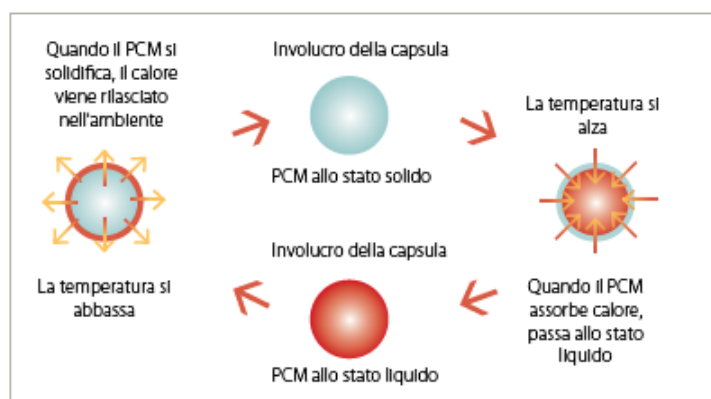 Quando il PCM si
solidifica, il calore
viene rilasciato
nell'ambiente
Involucro della capsula
PCM allo stato solido
La temperatura si
alza
La temperatura si
abbassa
Involucro della capsula
PCM allo stato liquido
Quando il PCM
assorbe calore,
passa allo stato
liquido